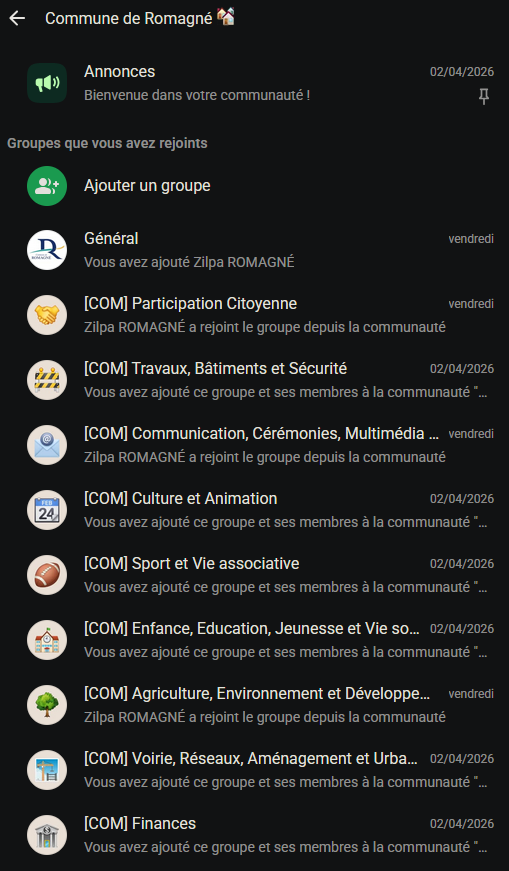 Commune de Romagné
Annonces
02/04/2026
Bienvenue dans votre communauté !
Groupes que vous avez rejoints
Ajouter un groupe
Général
vendredi
Vous avez ajouté Zilpa ROMAGNÉ
[COM] Participation Citoyenne
vendredi
Zilpa ROMAGNÉ a rejoint le groupe depuis la communauté
[COM] Travaux, Bâtiments et Sécurité
02/04/2026
Vous avez ajouté ce groupe et ses membres à la communauté "...
[COM] Communication, Cérémonies, Multimédia ...
vendredi
Zilpa ROMAGNÉ a rejoint le groupe depuis la communauté
[COM] Culture et Animation
02/04/2026
Vous avez ajouté ce groupe et ses membres à la communauté "...
[COM] Sport et Vie associative
02/04/2026
Vous avez ajouté ce groupe et ses membres à la communauté "...
[COM] Enfance, Education, Jeunesse et Vie so...
02/04/2026
Vous avez ajouté ce groupe et ses membres à la communauté "...
[COM] Agriculture, Environnement et Développe...
vendredi
Zilpa ROMAGNÉ a rejoint le groupe depuis la communauté
[COM] Voirie, Réseaux, Aménagement et Urba...
02/04/2026
Vous avez ajouté ce groupe et ses membres à la communauté "...
[COM] Finances
02/04/2026
Vous avez ajouté ce groupe et ses membres à la communauté "...